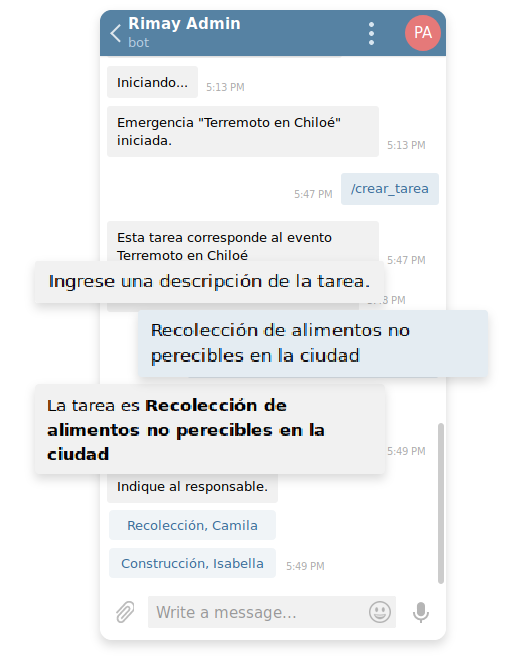 Rimay Admin
bot
PA
Iniciando...
5:13 PM
Emergencia "Terremoto en Chiloé"
iniciada.
5:13 PM
/crear_tarea
5:47 PM
Esta tarea corresponde al evento
Terremoto en Chiloé
5:47 PM
Ingrese una descripción de la tarea.
8 PM
Recolección de alimentos no
perecibles en la ciudad
La tarea es Recolección de
alimentos no perecibles en la
ciudad
5:49 PM
Indique al responsable.
Recolección, Camila
Construcción, Isabella
5:49 PM
Write a message...